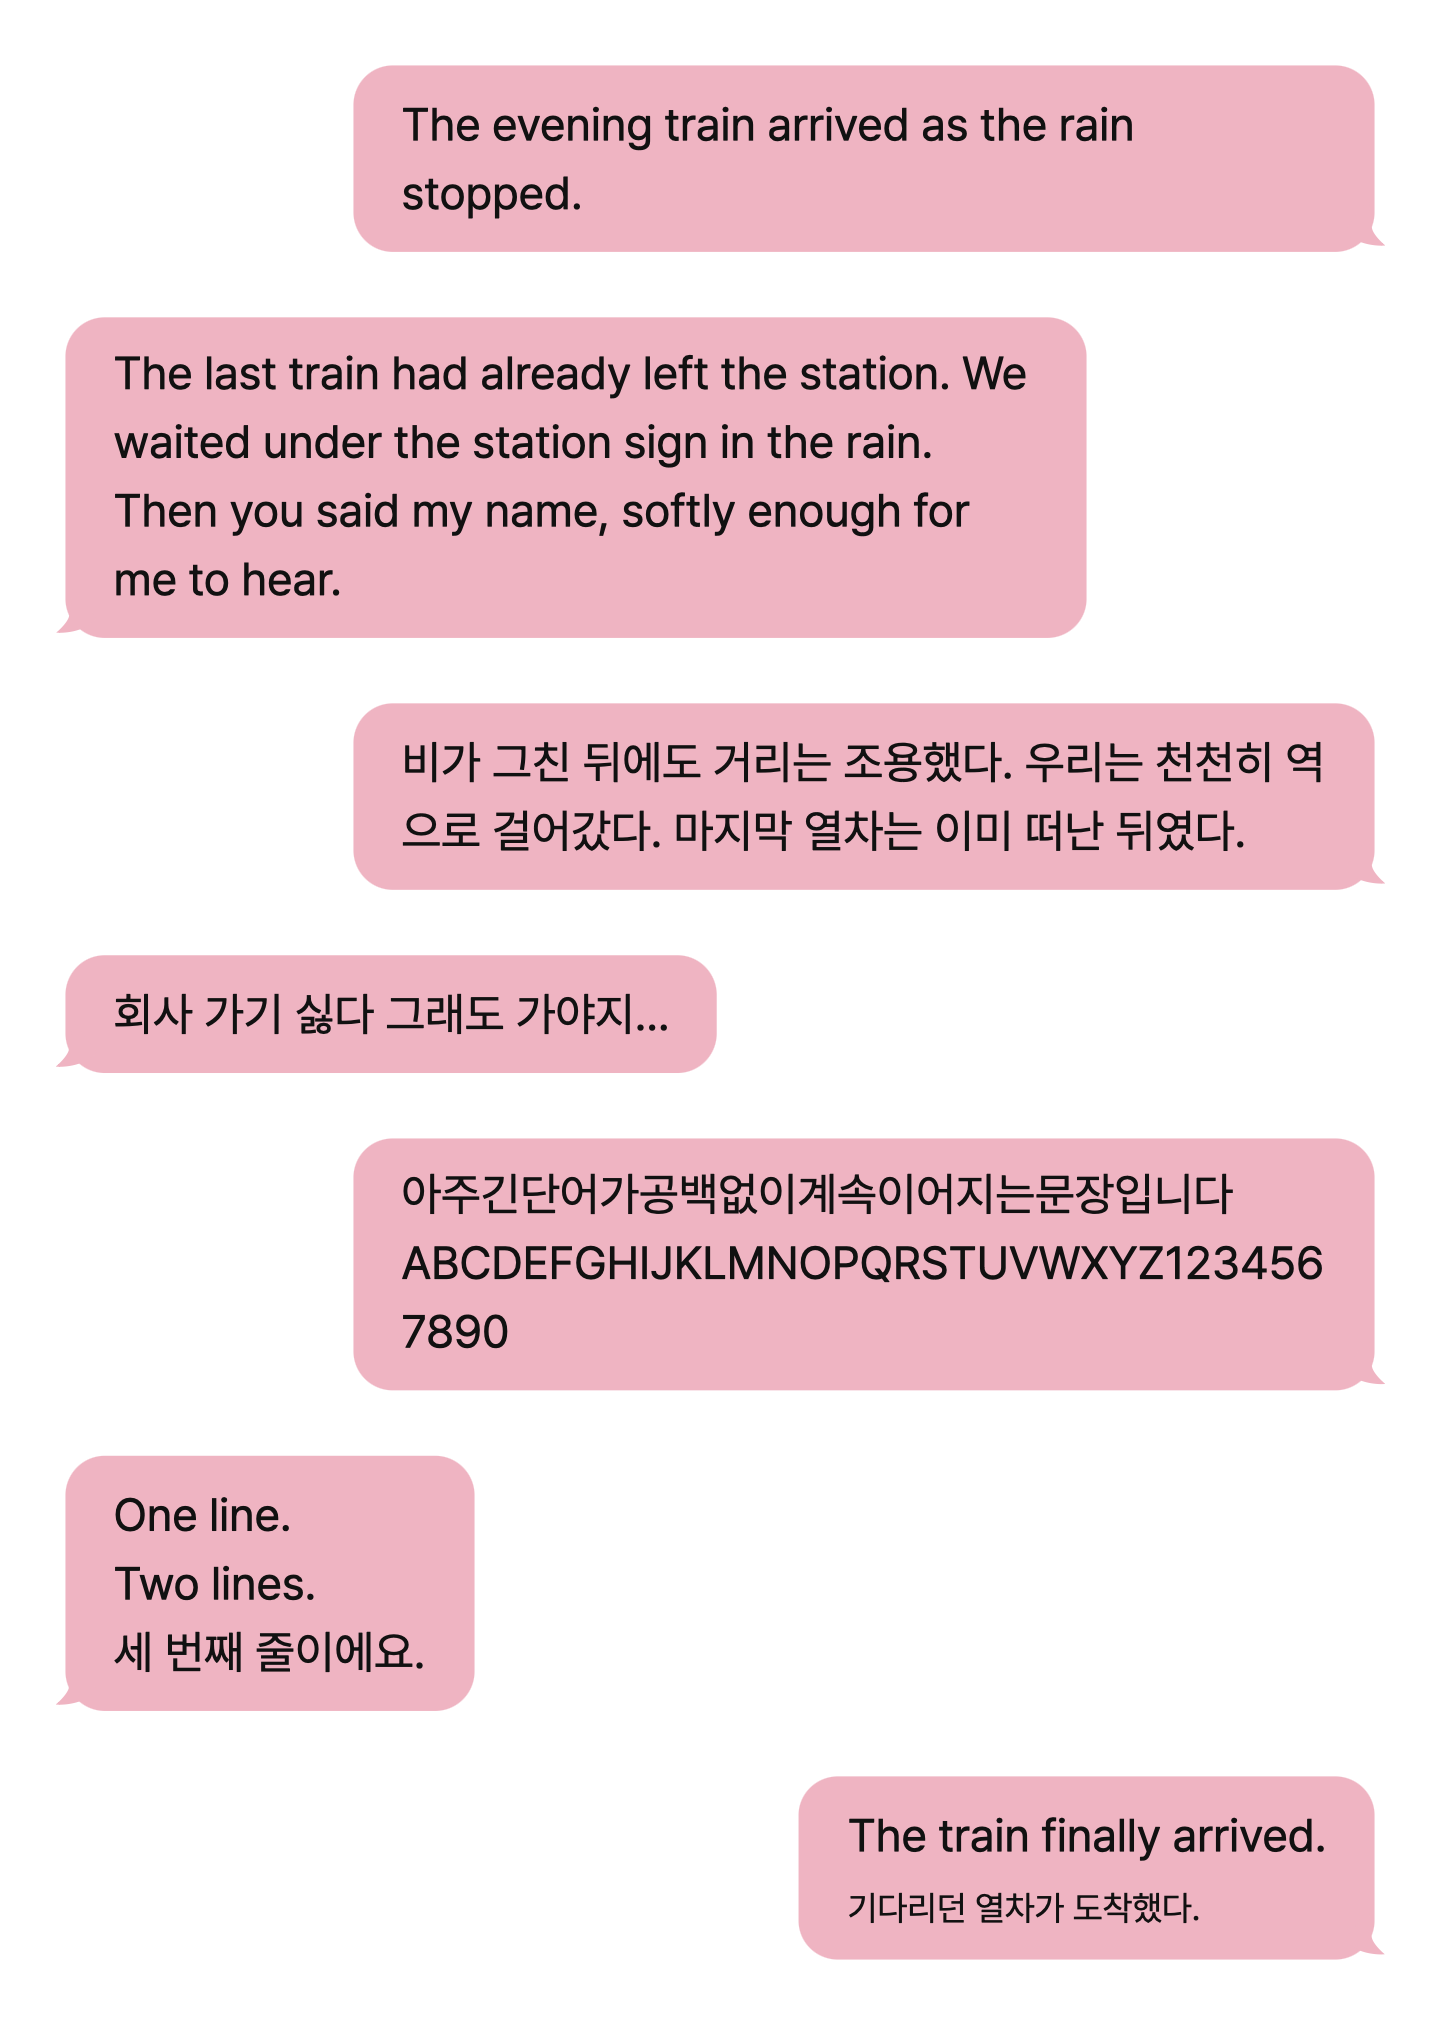 The evening train arrived as the rain
stopped.
The last train had already left the station. We
waited under the station sign in the rain.
Then you said my name, softly enough for
me to hear.
비가 그친 뒤에도 거리는 조용했다. 우리는 천천히 역
으로 걸어갔다. 마지막 열차는 이미 떠난 뒤였다.
회사 가기 싫다 그래도 가야지...
아주긴단어가공백없이계속이어지는문장입니다
ABCDEFGHIJKLMNOPQRSTUVWXYZ123456
7890
One line.
Two lines.
세 번째 줄이에요.
The train finally arrived.
기다리던 열차가 도착했다.